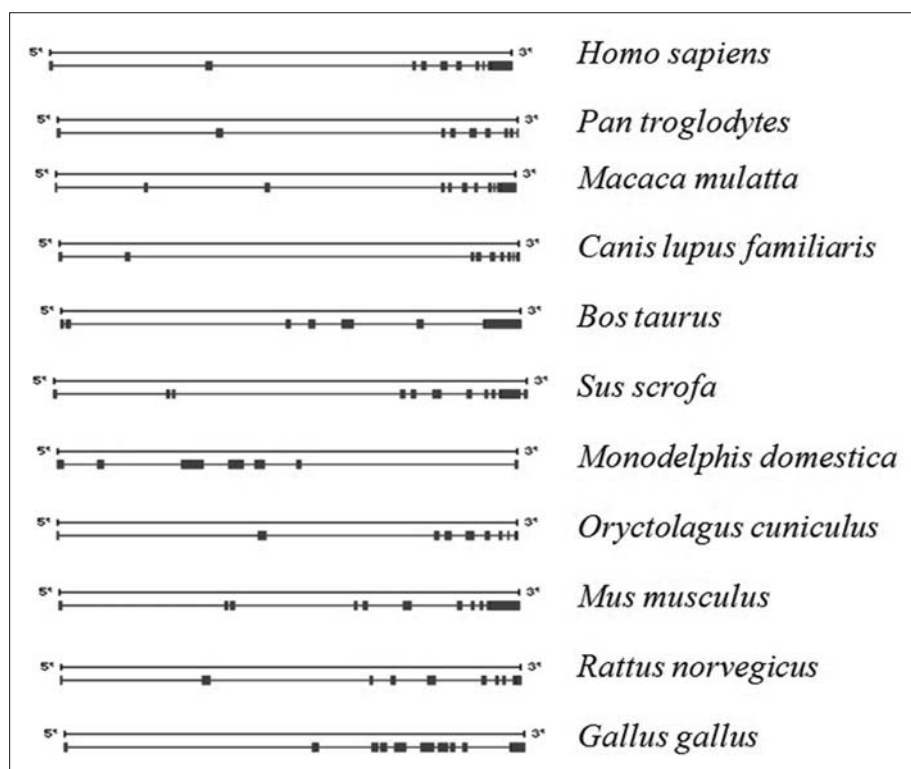 5' 3' Homo sapiens
5' 3' Pan troglodytes
5' 3' Macaca mulatta
5' 3' Canis lupus familiaris
5' 3' Bos taurus
5' 3' Sus scrofa
5' 3' Monodelphis domestica
5' 3' Oryctolagus cuniculus
5' 3' Mus musculus
5' 3' Rattus norvegicus
5' 3' Gallus gallus